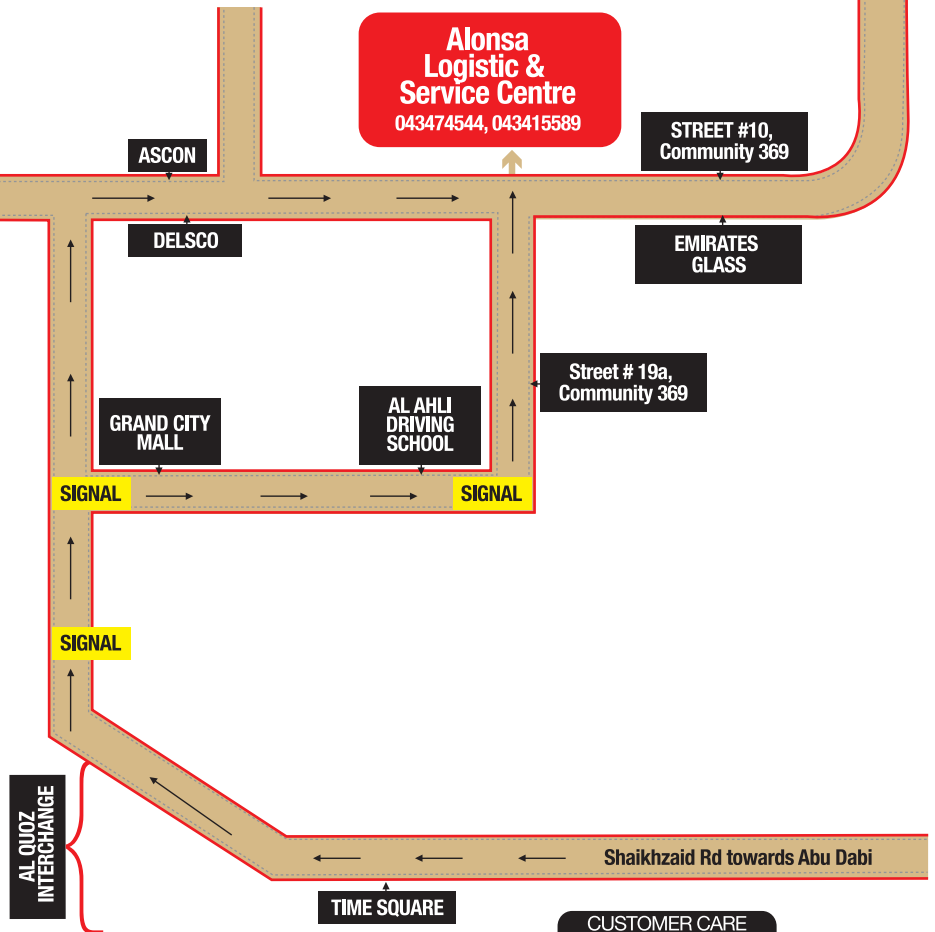 Alonsa
Logistic &
Service Centre
043474544, 043415589
STREET #10,
Community 369
ASCON
DELSCO
EMIRATES
GLASS
Street # 19a,
Community 369
GRAND CITY
MALL
AL AHLI
DRIVING
SCHOOL
SIGNAL
SIGNAL
SIGNAL
AL QUOZ
INTERCHANGE
Shaikhzaid Rd towards Abu Dabi
TIME SQUARE
CUSTOMER CARE